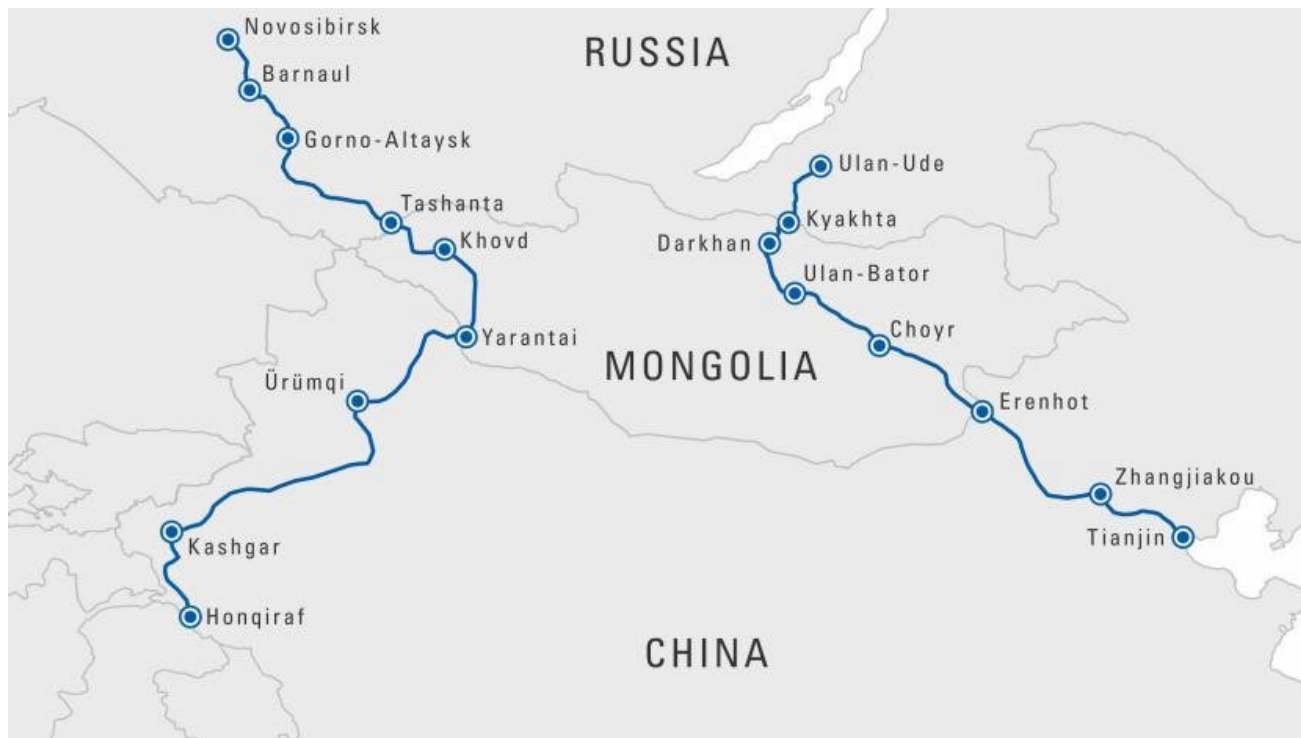 Novosibirsk
RUSSIA
Barnaul
Gorno-Altaysk
Ulan-Ude
Tashanta
Kyakhta
Khovd
Darkhan
Ulan-Bator
Yarantai
Choyr
MONGOLIA
Ürümqi
Erenhot
Zhangjiakou
Tianjin
Kashgar
Honqiraf
CHINA